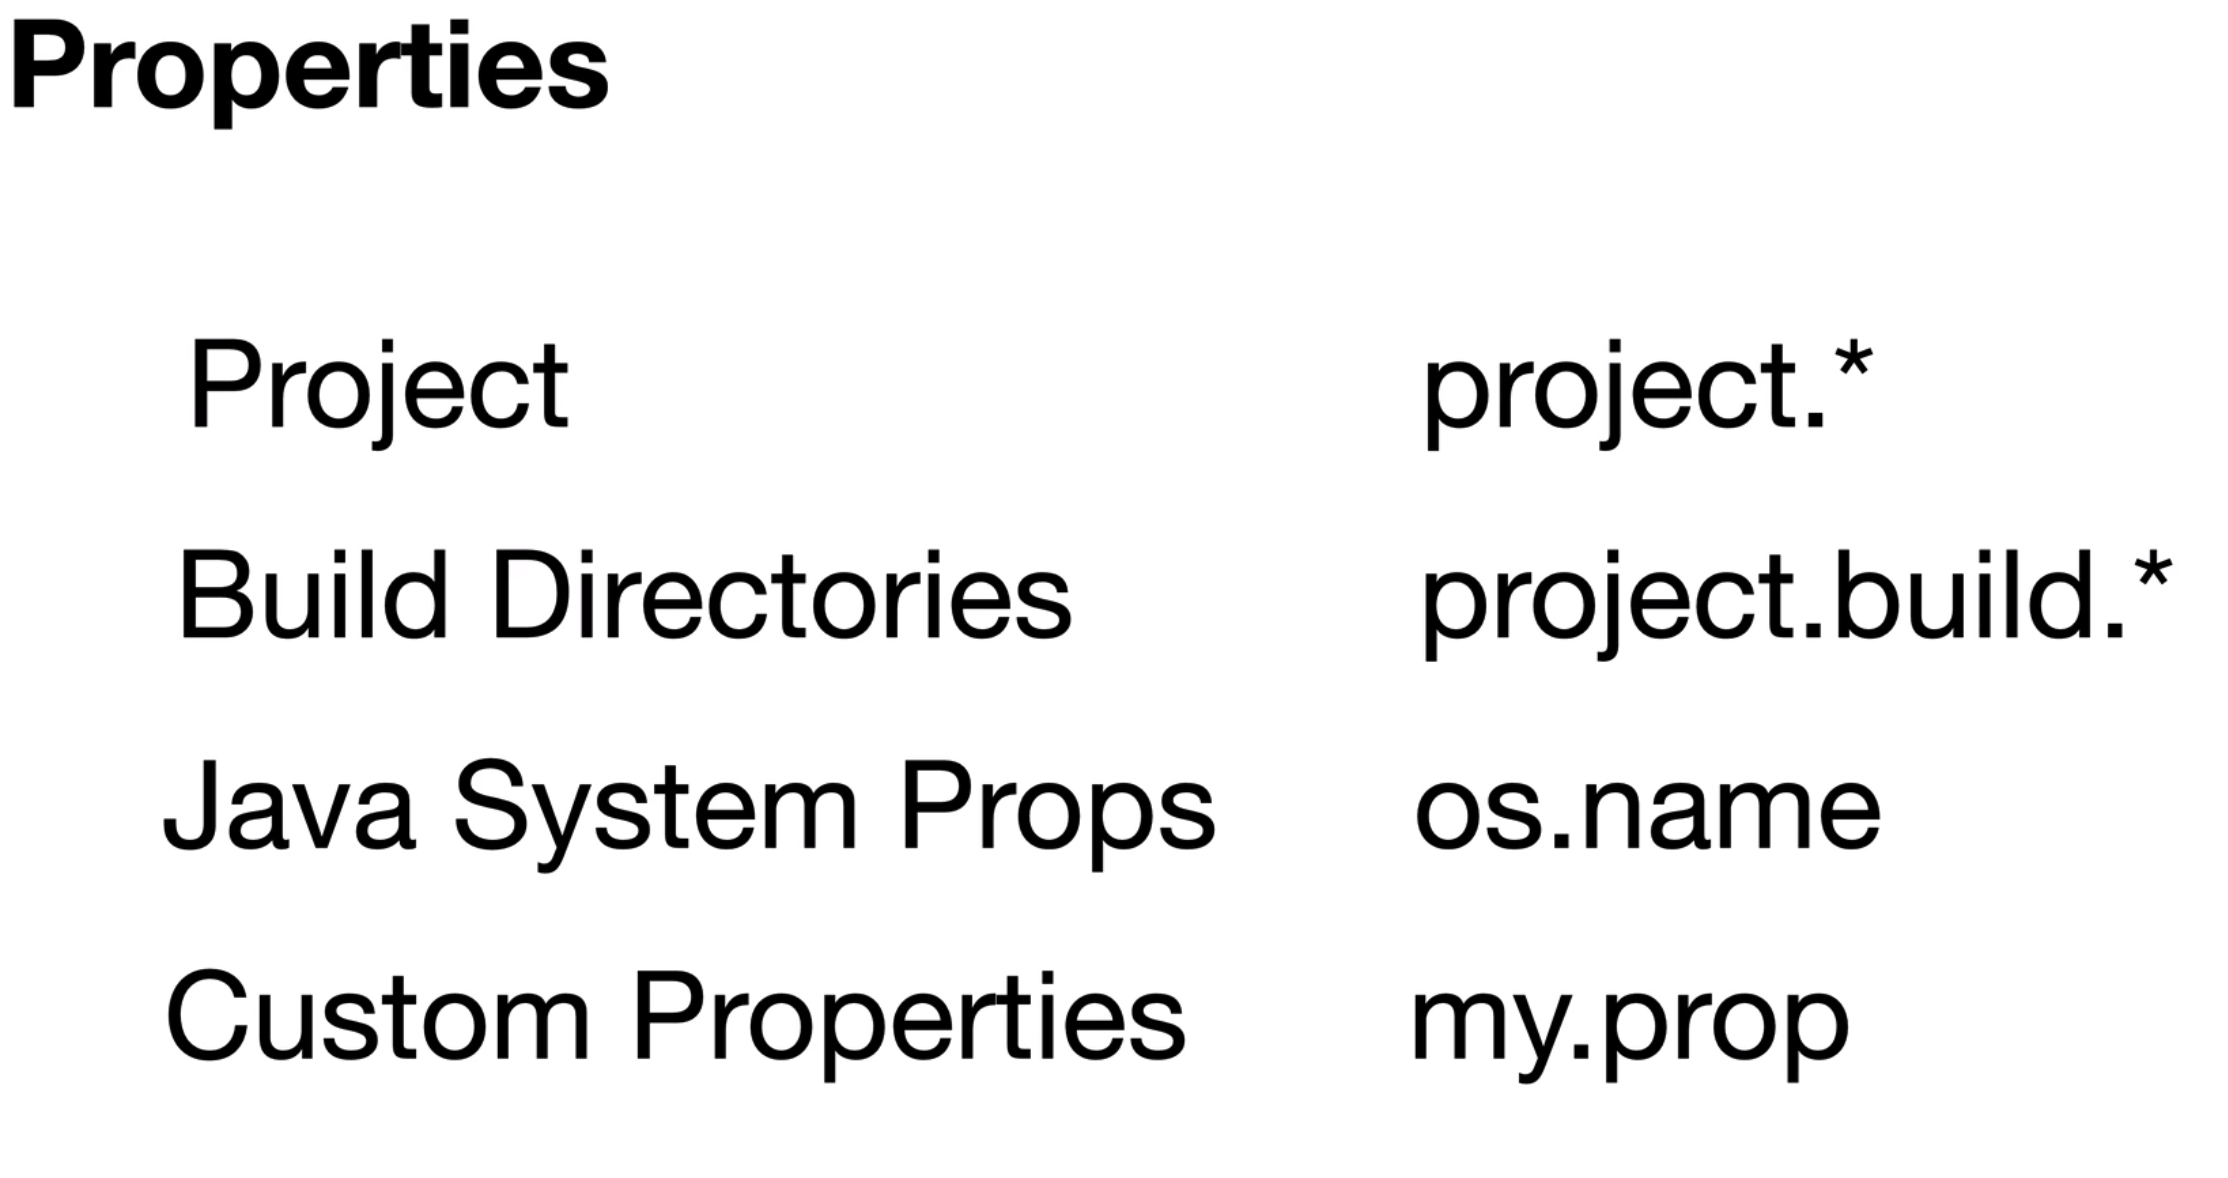 Properties
Project project.*
Build Directories project.build.*
Java System Props os.name
Custom Properties my.prop